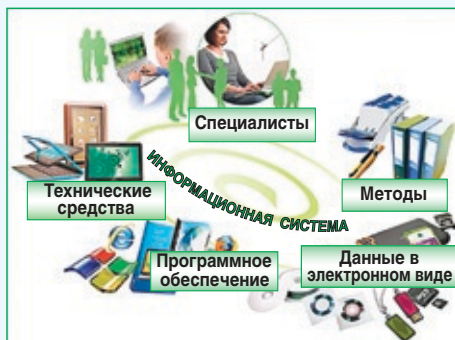 Специалисты
Технические
средства
ИНФОРМАЦИОННАЯ СИСТЕМА
Методы
Программное
обеспечение
Данные в
электронном виде